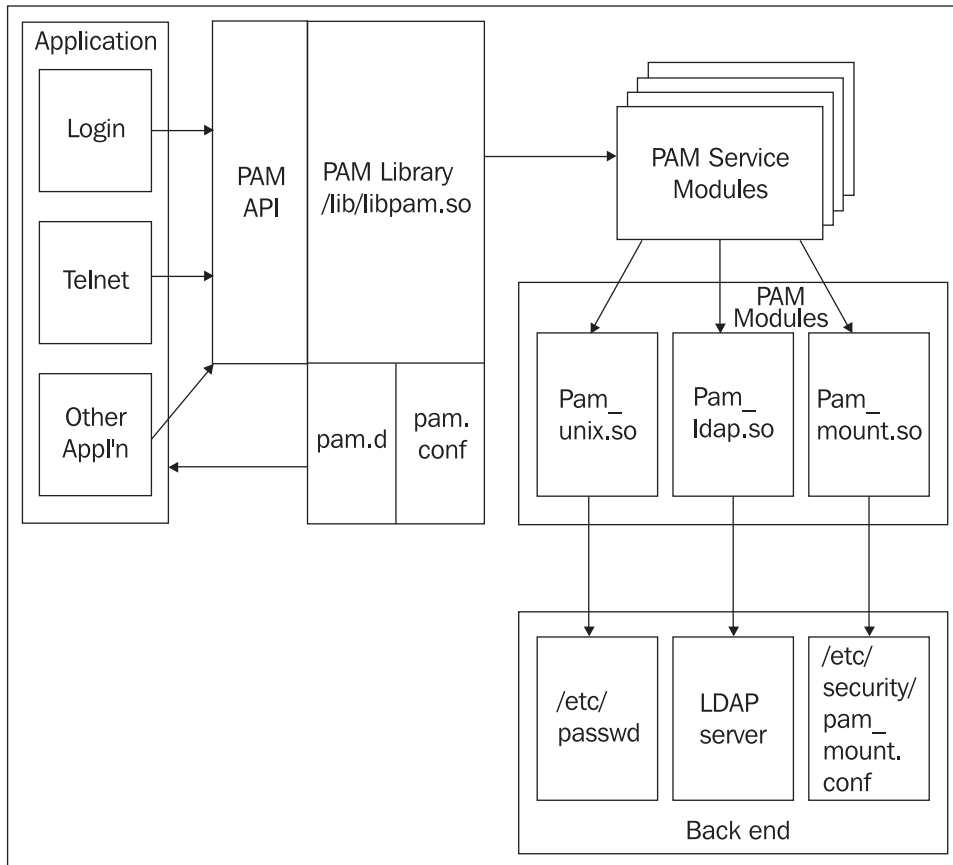 Application
Login
Telnet
Other
Appl'n
PAM
API
PAM Library
/lib/libpam.so
pam.d
pam.
conf
PAM Service
Modules
PAM
Modules
Pam_
unix.so
Pam_
ldap.so
Pam_
mount.so
/etc/
passwd
LDAP
server
/etc/
security/
pam_
mount.
conf
Back end